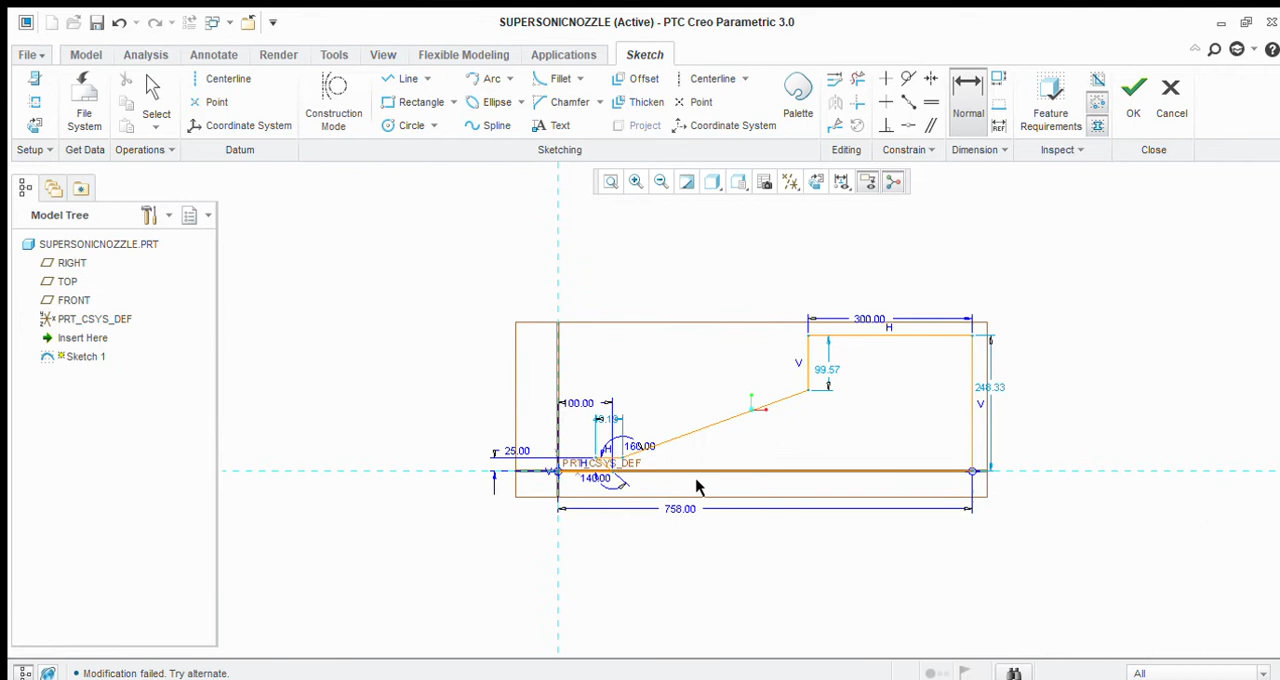 SUPERSONICNOZZLE (Active) - PTC Creo Parametric 3.0
File Model Analysis Annotate Render Tools View Flexible Modeling Applications Sketch
Centerline Line Arc Fillet Offset Centerline
Point Rectangle Ellipse Chamfer Thicken Point
Coordinate System Circle Spline Text Project Coordinate System
File System Select Construction Mode Palette Normal Feature Requirements OK Cancel
Setup Get Data Operations Datum Sketching Editing Constrain Dimension Inspect Close
Model Tree
SUPERSONICNOZZLE.PRT
RIGHT
TOP
FRONT
PRT_CSYS_DEF
Insert Here
Sketch 1
300.00
H
V
99.57
248.33
V
100.00
160.00
25.00
H
PRT_CSYS_DEF
V
140.00
758.00
Modification failed. Try alternate.
All